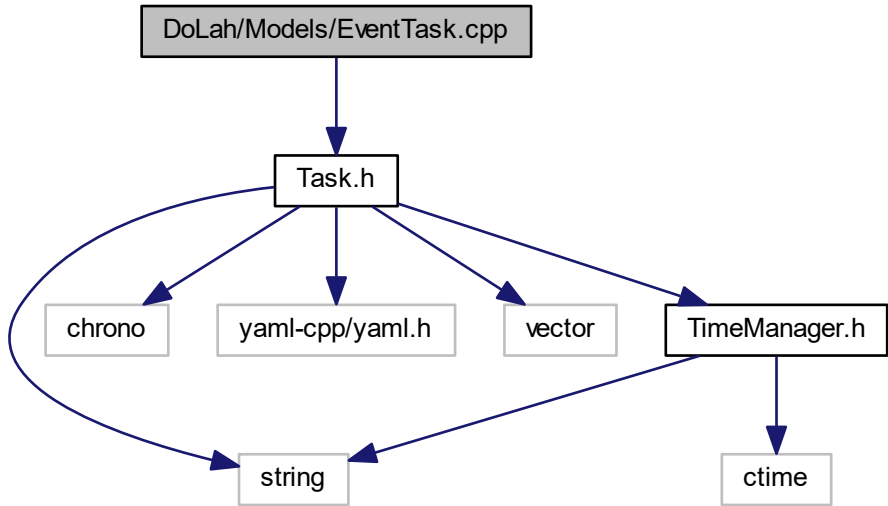 DoLah/Models/EventTask.cpp
Task.h
chrono
yaml-cpp/yaml.h
vector
TimeManager.h
string
ctime